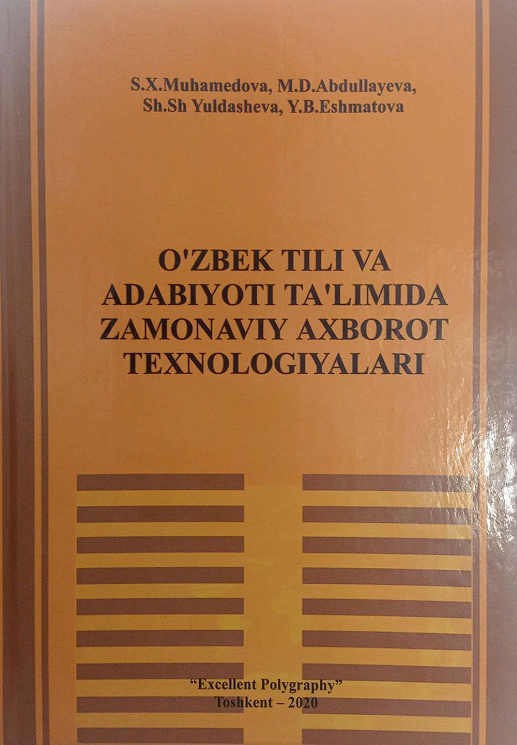 S.X.Muhamedova, M.D.Abdullayeva,
Sh.Sh Yuldasheva, Y.B.Eshmatova
O'ZBEK TILI VA
ADABIYOTI TA'LIMIDA
ZAMONAVIY AXBOROT
TEXNOLOGIYALARI
“Excellent Polygraphy”
Toshkent – 2020